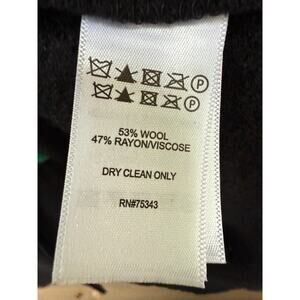 P
P
53% WOOL
47% RAYON/VISCOSE
DRY CLEAN ONLY
RN#75343